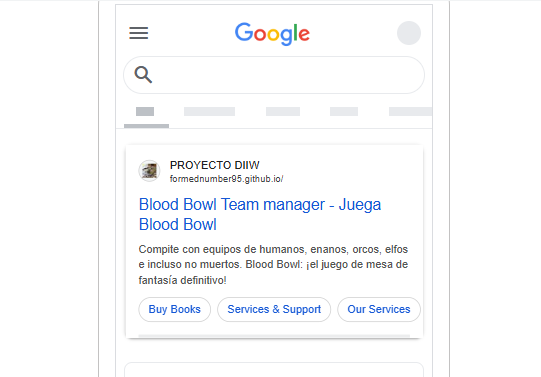 Google
PROYECTO DIIW
formednumber95.github.io/
Blood Bowl Team manager - Juega
Blood Bowl
Compite con equipos de humanos, enanos, orcos, elfos
e incluso no muertos. Blood Bowl: ¡el juego de mesa de
fantasía definitivo!
Buy Books
Services & Support
Our Services